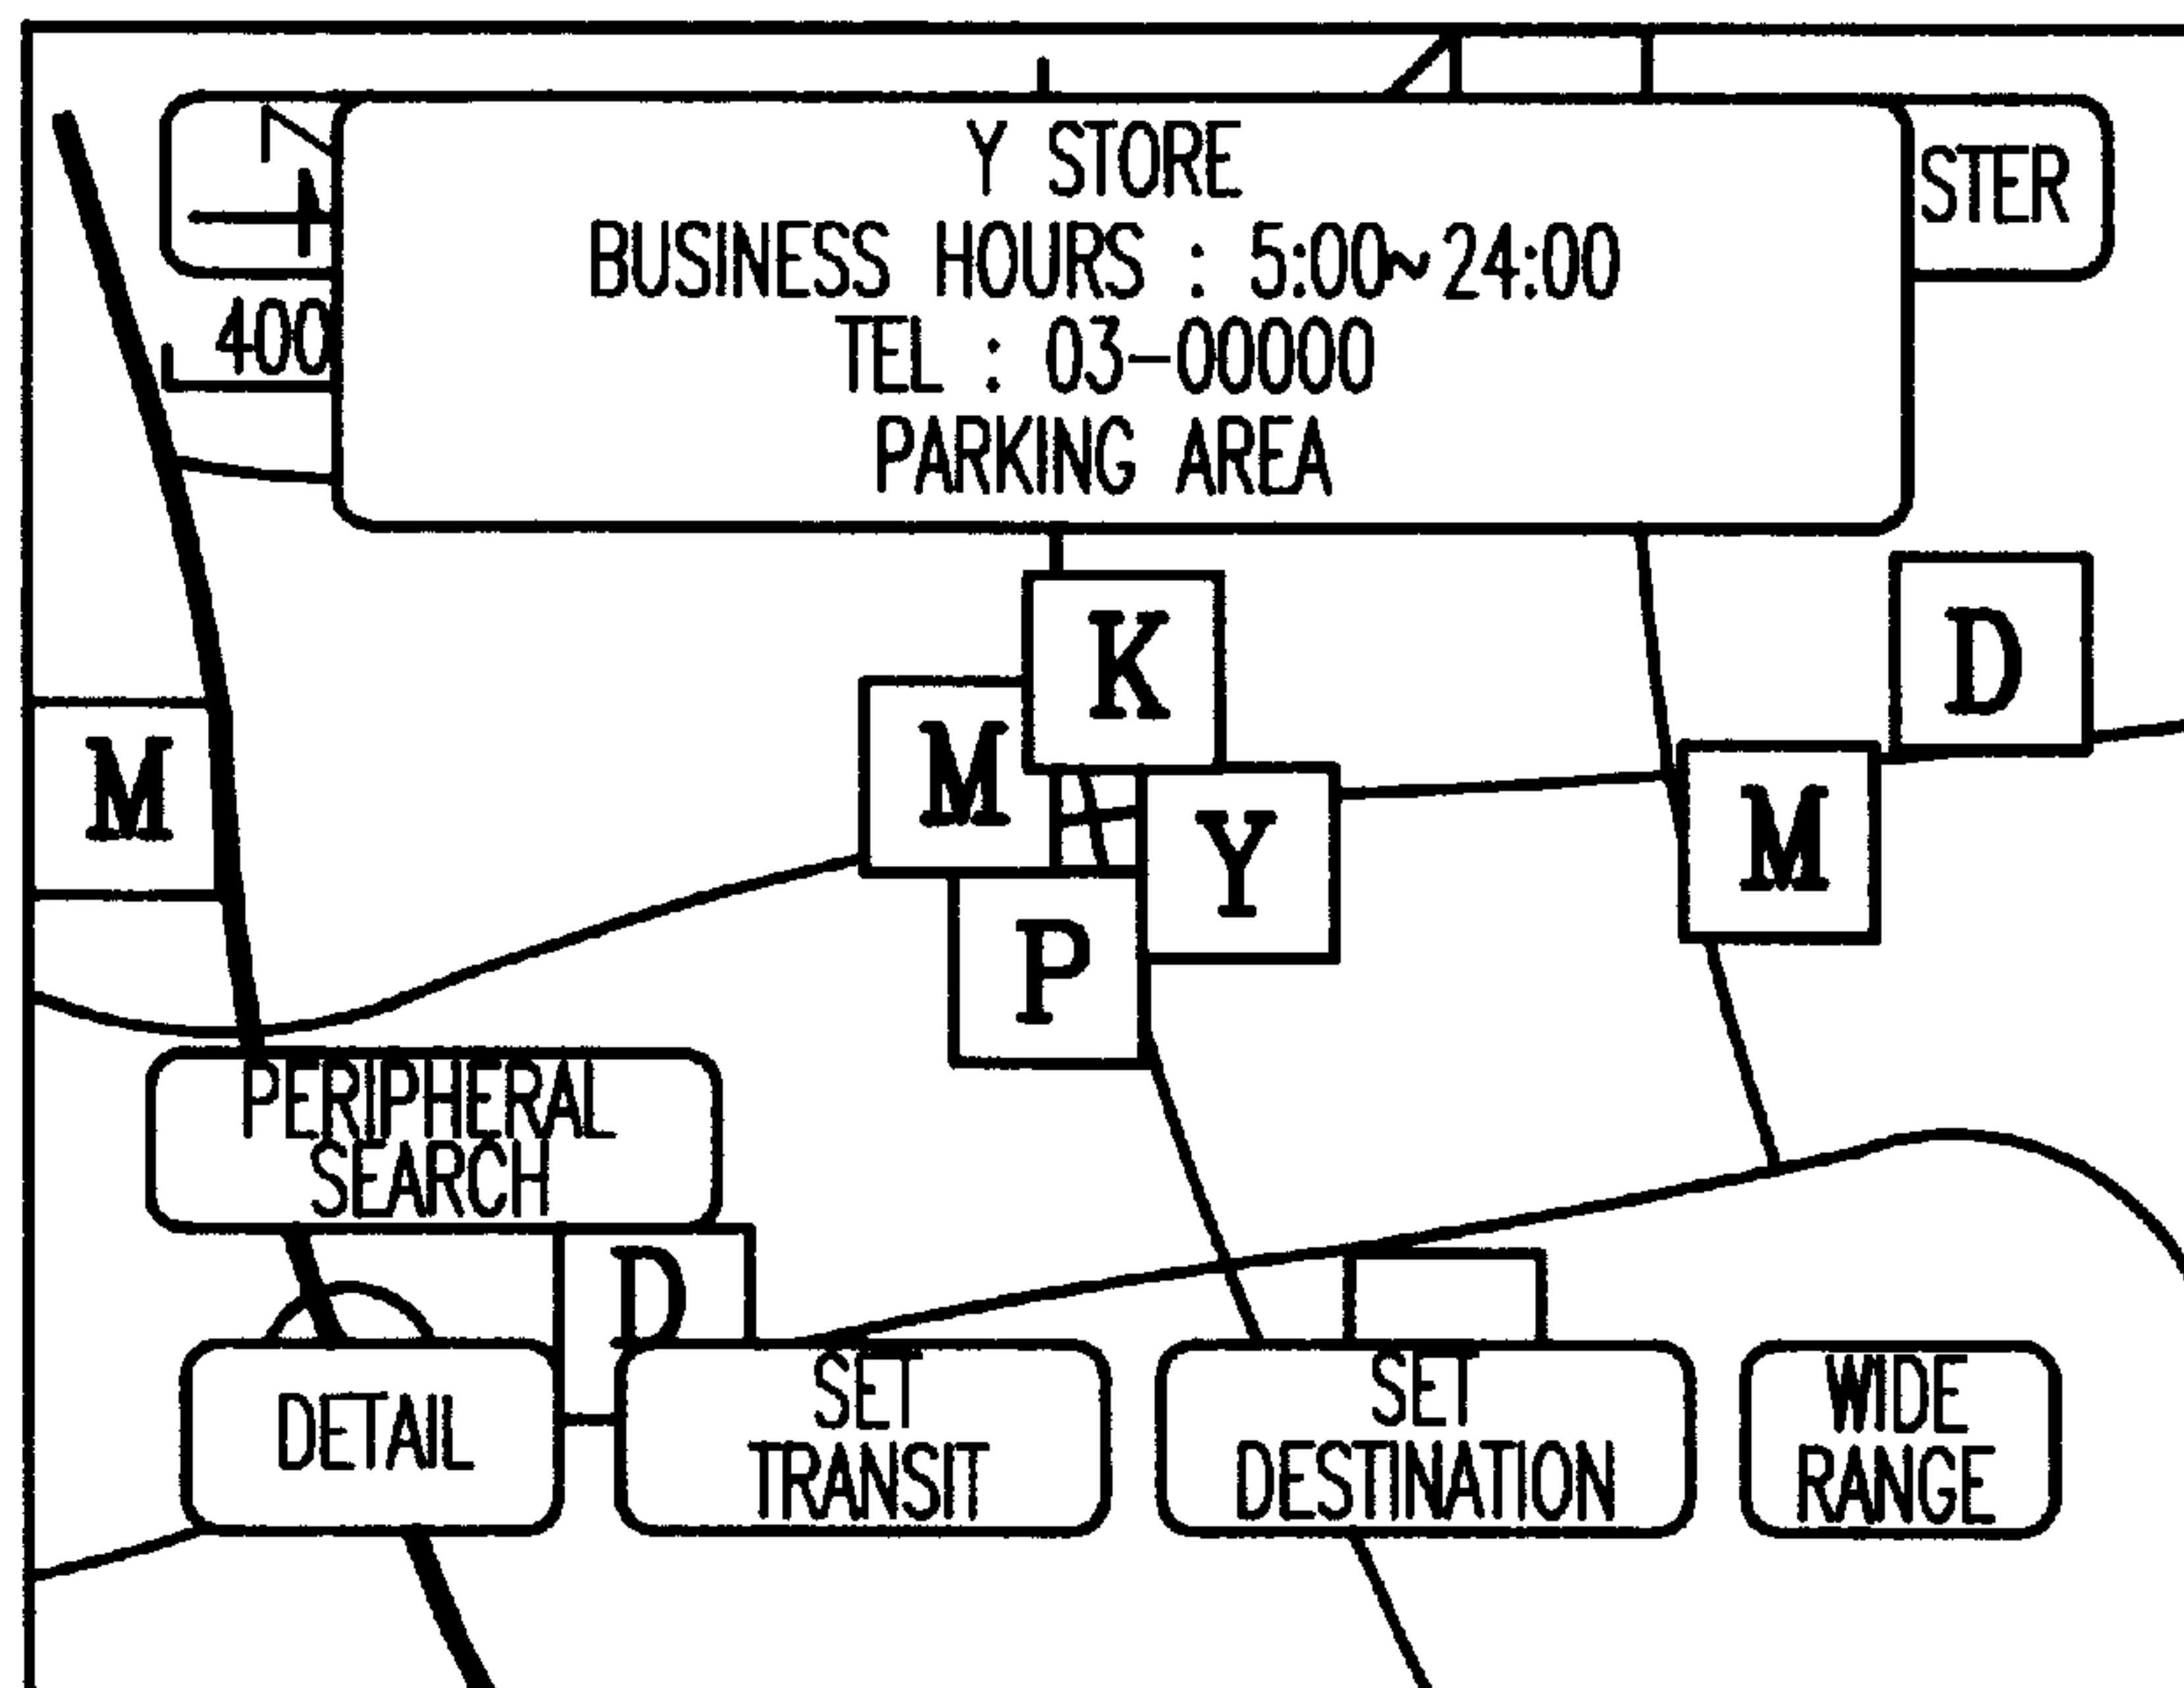 Y STORE
STER
BUSINESS HOURS : 5:00~24:00
400
TEL : 03-00000
PARKING AREA
K
D
M
M
Y
M
P
PERIPHERAL
SEARCH
D
DETAIL
SET
TRANSIT
SET
DESTINATION
WIDE
RANGE